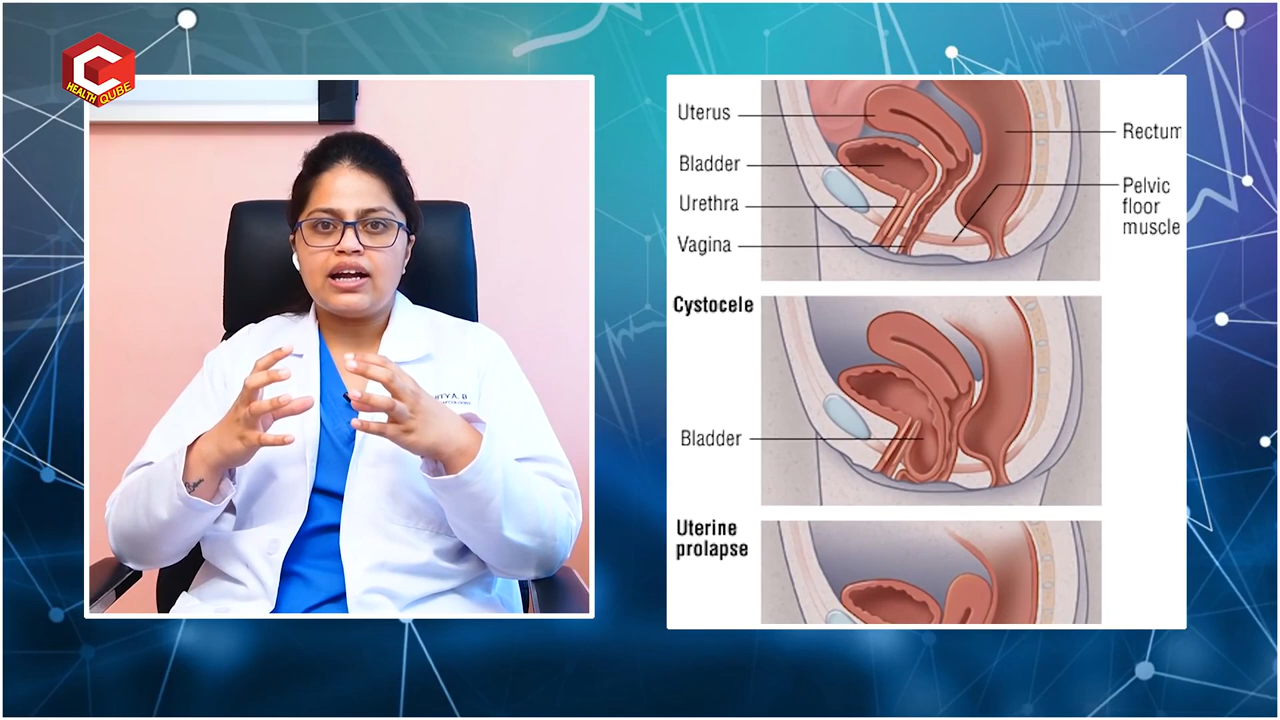 HEALTH QUBE
Uterus
Bladder
Urethra
Vagina
Rectum
Pelvic
floor
muscle
Cystocele
Bladder
Uterine
prolapse